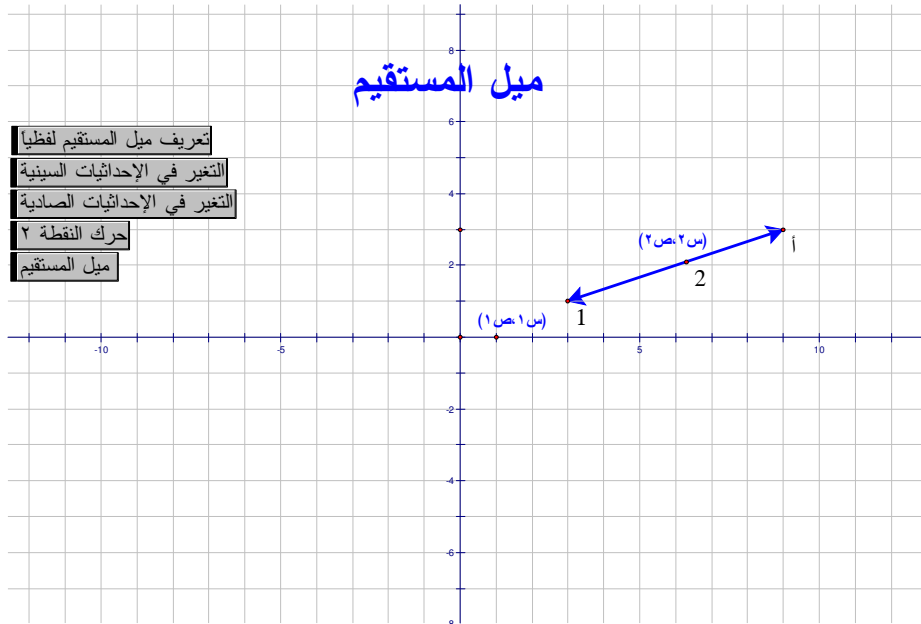 8
ميل المستقيم
6
تعريف ميل المستقيم لفظياً
التغير في الإحداثيات السينية
التغير في الإحداثيات الصادية
4
حرك النقطة ٢
ميل المستقيم
2
(س٢،ص٢)
أ
2
1
(س١،ص١)
-10 -5 5 10
-2
-4
-6
-8